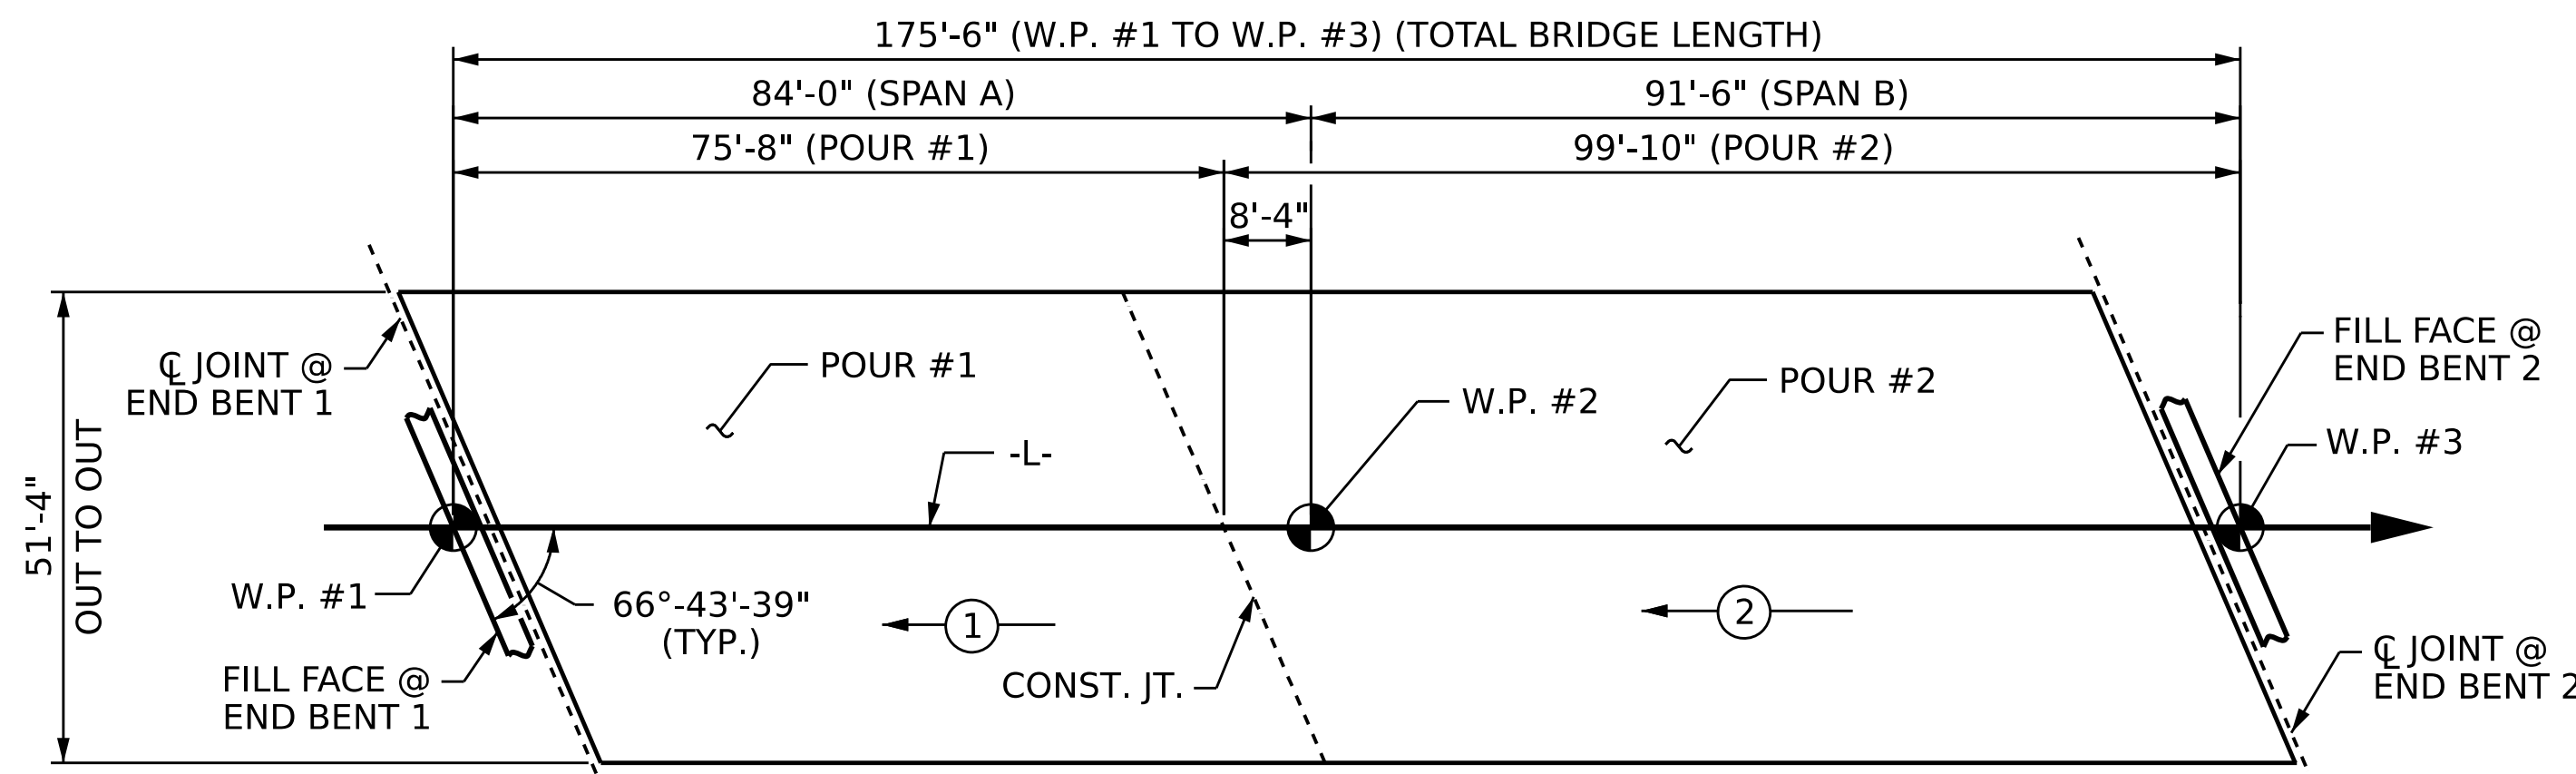 175'-6" (W.P. #1 TO W.P. #3) (TOTAL BRIDGE LENGTH)
84'-0" (SPAN A)
91'-6" (SPAN B)
75'-8" (POUR #1)
99'-10" (POUR #2)
8'-4"
℄ JOINT @
END BENT 1
POUR #1
-L-
W.P. #2
POUR #2
FILL FACE @
END BENT 2
W.P. #3
51'-4"
OUT TO OUT
W.P. #1
66°-43'-39"
(TYP.)
1
2
FILL FACE @
END BENT 1
CONST. JT.
℄ JOINT @
END BENT 2